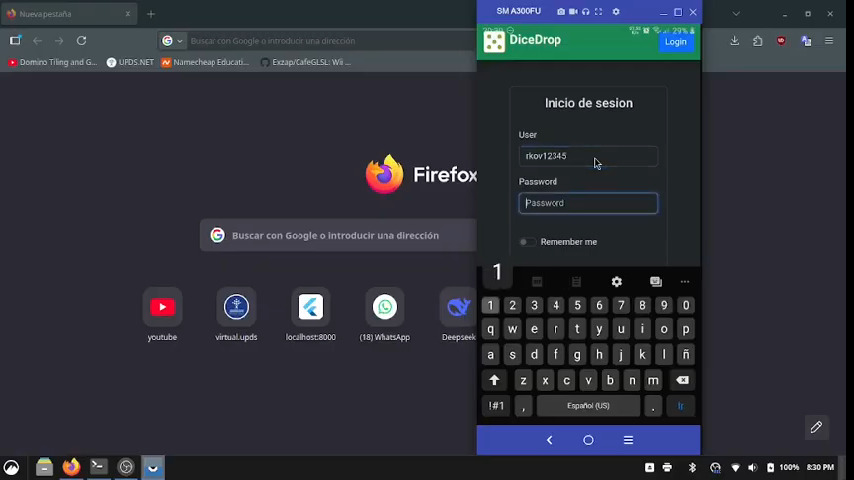 Nueva pestaña
SM A300FU
Buscar con Google o introducir una dirección
Domino Tiling and G...
UPDS.NET
Namecheap Educati...
Exzap/CafeGLSL: Wii ...
29%
DiceDrop
Login
Inicio de sesion
User
rkov12345
Password
Password
Remember me
Firefox
Buscar con Google o introducir una dirección
youtube
virtual.upds
localhost:8000
(18) WhatsApp
Deepseek
1
1 2 3 4 5 6 7 8 9 0
q w e r t y u i o p
a s d f g h j k l ñ
z x c v b n m
!#1 , Español (US) . Ir
100% 8:30 PM